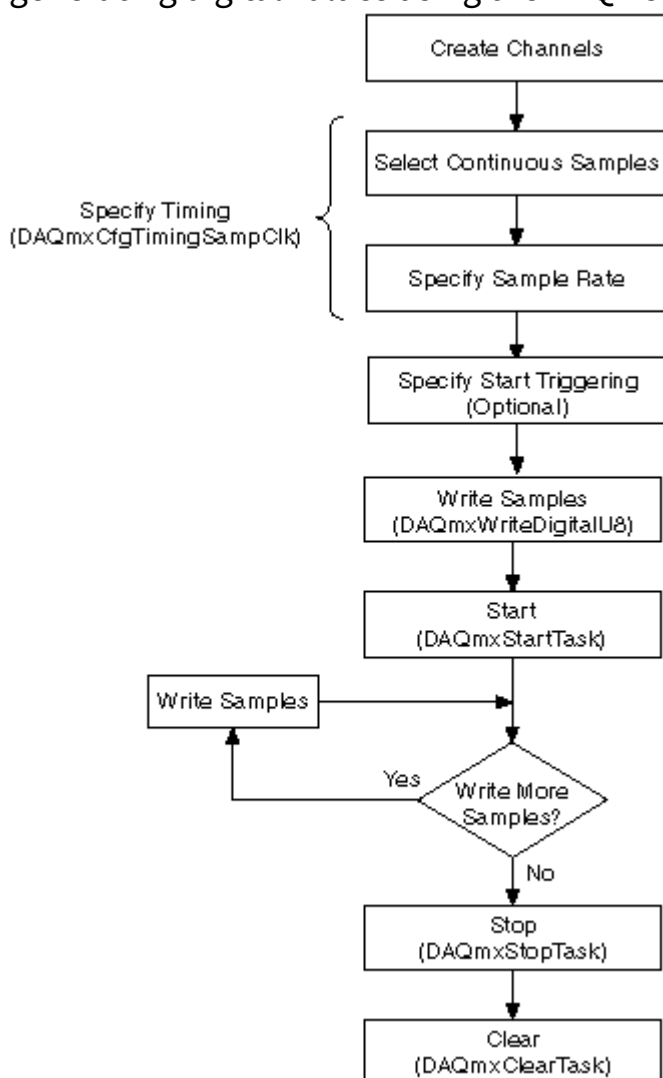 Create Channels
Select Continuous Samples
Specify Timing
(DAQmxCfgTimingSampClk)
Specify Sample Rate
Specify Start Triggering
(Optional)
Write Samples
(DAQmxWriteDigitalU8)
Start
(DAQmxStartTask)
Write Samples
Yes
Write More
Samples?
No
Stop
(DAQmxStopTask)
Clear
(DAQmxClearTask)